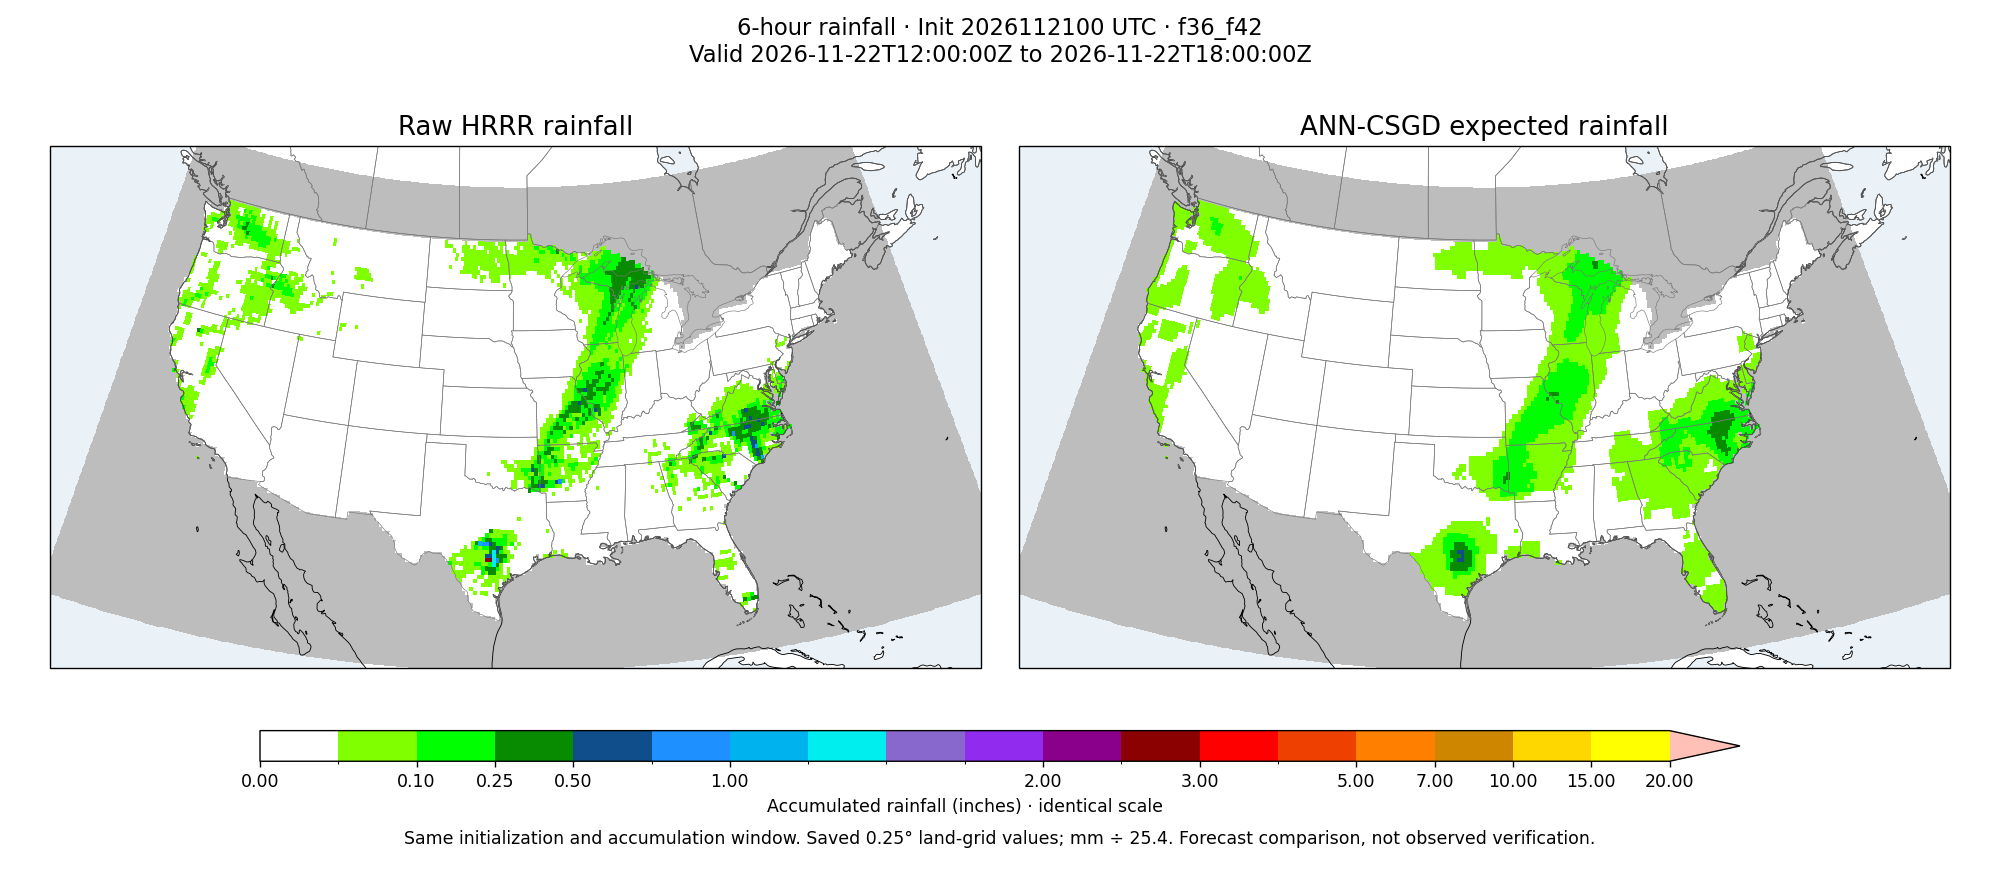 6-hour rainfall · Init 2026112100 UTC · f36_f42
Valid 2026-11-22T12:00:00Z to 2026-11-22T18:00:00Z
Raw HRRR rainfall
ANN-CSGD expected rainfall
0.00 0.10 0.25 0.50 1.00 2.00 3.00 5.00 7.00 10.00 15.00 20.00
Accumulated rainfall (inches) · identical scale
Same initialization and accumulation window. Saved 0.25° land-grid values; mm ÷ 25.4. Forecast comparison, not observed verification.